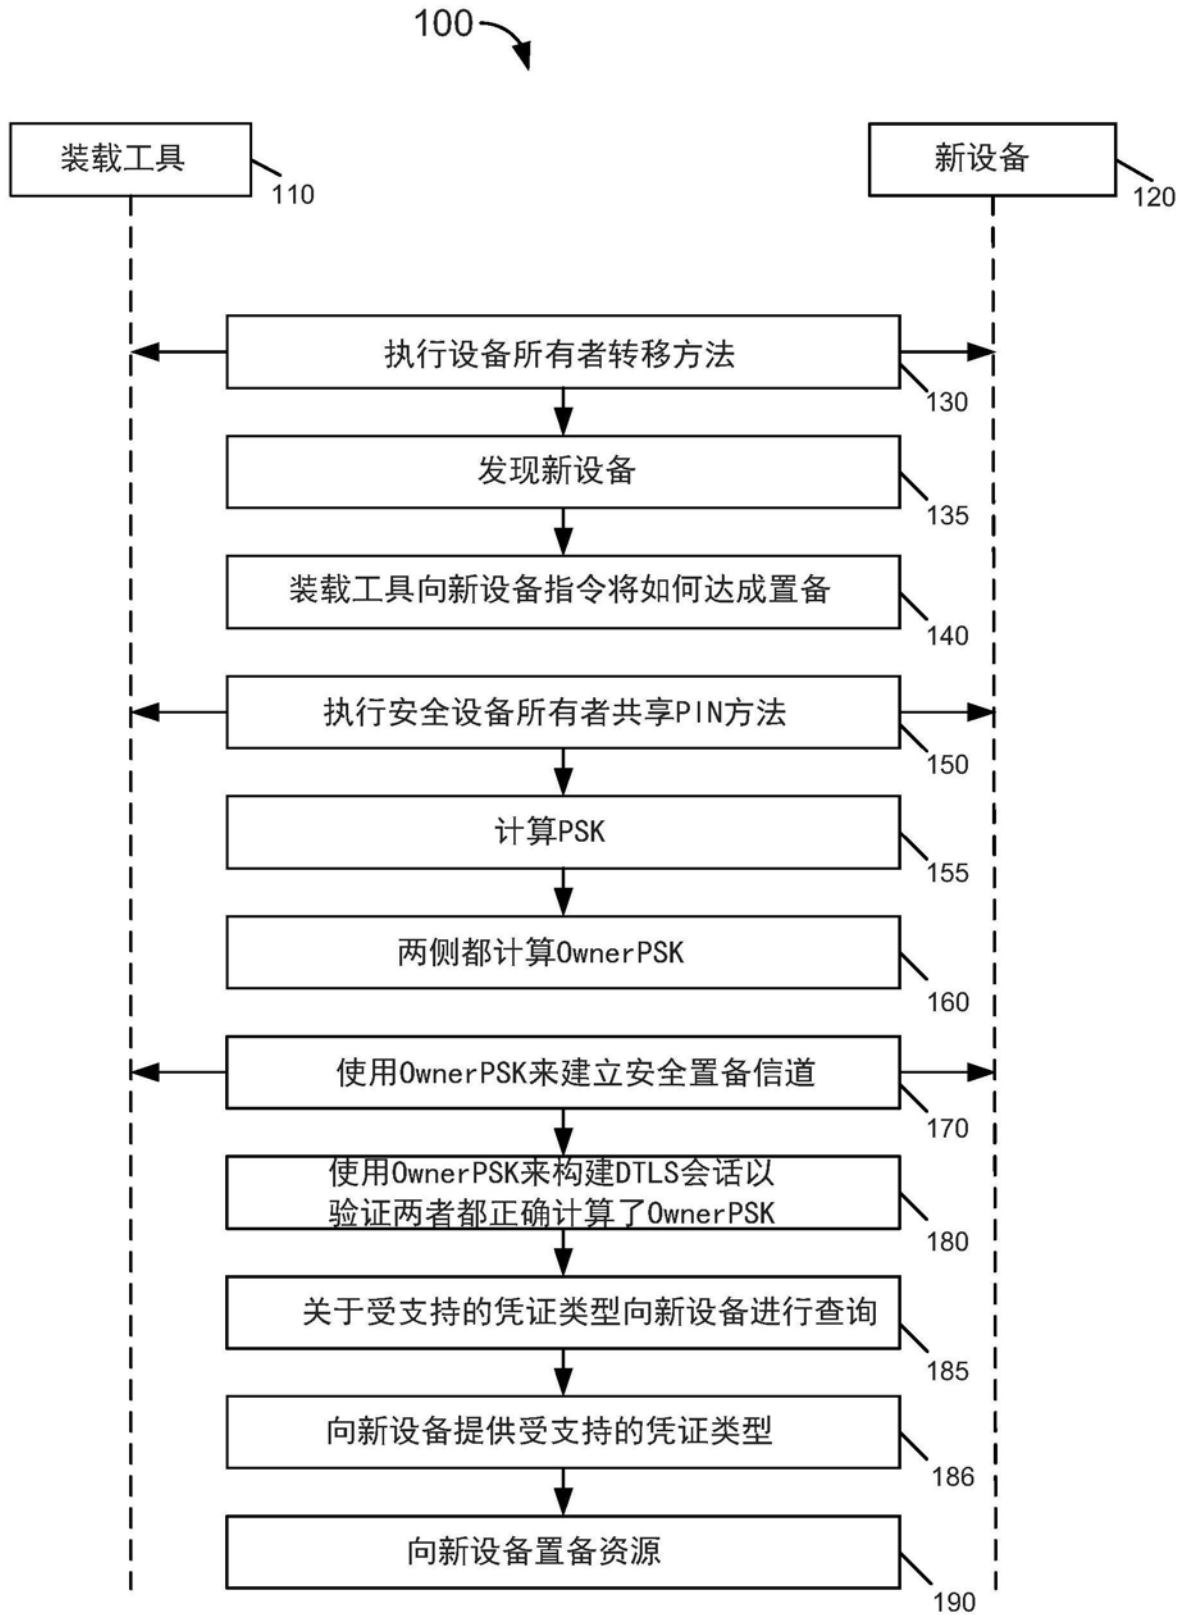 100
装载工具
110
新设备
120
执行设备所有者转移方法
130
发现新设备
135
装载工具向新设备指令将如何达成置备
140
执行安全设备所有者共享PIN方法
150
计算PSK
155
两侧都计算OwnerPSK
160
使用OwnerPSK来建立安全置备信道
170
使用OwnerPSK来构建DTLS会话以
验证两者都正确计算了OwnerPSK
180
关于受支持的凭证类型向新设备进行查询
185
向新设备提供受支持的凭证类型
186
向新设备置备资源
190